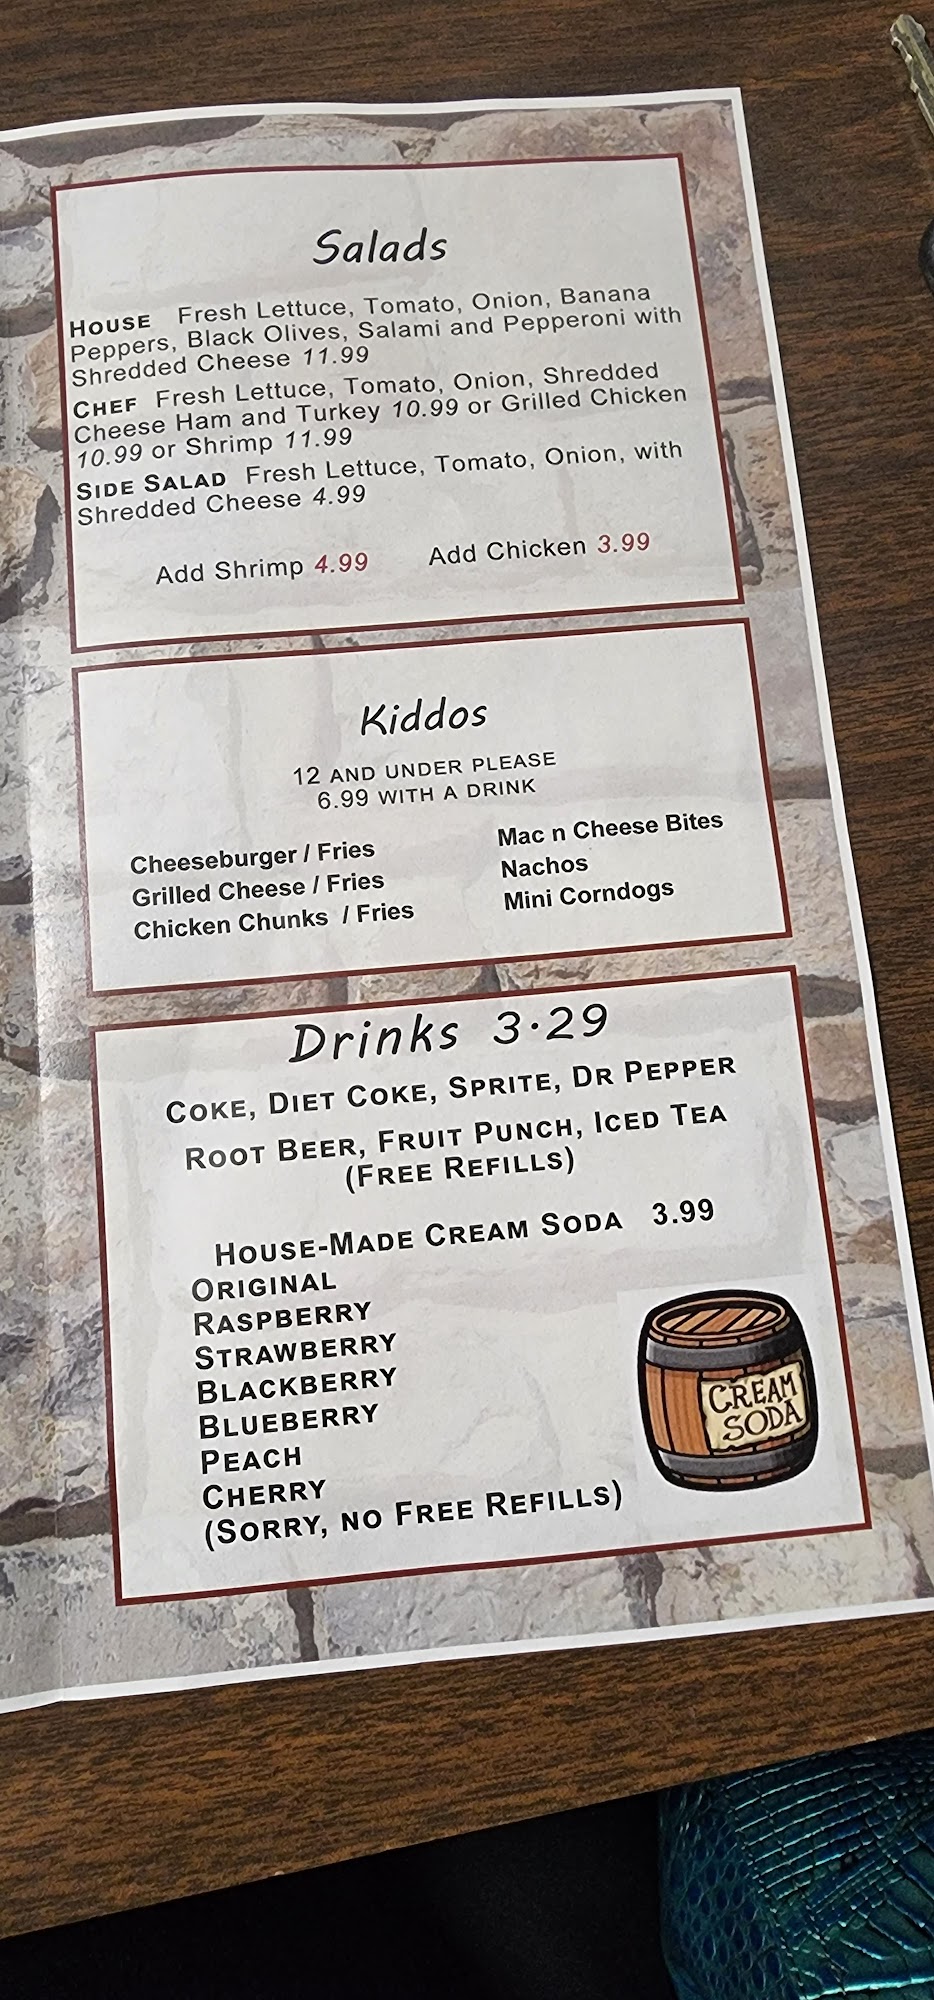 Salads
HOUSE Fresh Lettuce, Tomato, Onion, Banana
Peppers, Black Olives, Salami and Pepperoni with
Shredded Cheese 11.99
CHEF Fresh Lettuce, Tomato, Onion, Shredded
Cheese Ham and Turkey 10.99 or Grilled Chicken
10.99 or Shrimp 11.99
SIDE SALAD Fresh Lettuce, Tomato, Onion, with
Shredded Cheese 4.99
Add Shrimp 4.99 Add Chicken 3.99
Kiddos
12 AND UNDER PLEASE
6.99 WITH A DRINK
Cheeseburger / Fries
Grilled Cheese / Fries
Chicken Chunks / Fries
Mac n Cheese Bites
Nachos
Mini Corndogs
Drinks 3.29
COKE, DIET COKE, SPRITE, DR PEPPER
ROOT BEER, FRUIT PUNCH, ICED TEA
(FREE REFILLS)
HOUSE-MADE CREAM SODA 3.99
ORIGINAL
RASPBERRY
STRAWBERRY
BLACKBERRY
BLUEBERRY
PEACH
CHERRY
(SORRY, NO FREE REFILLS)
CREAM
SODA